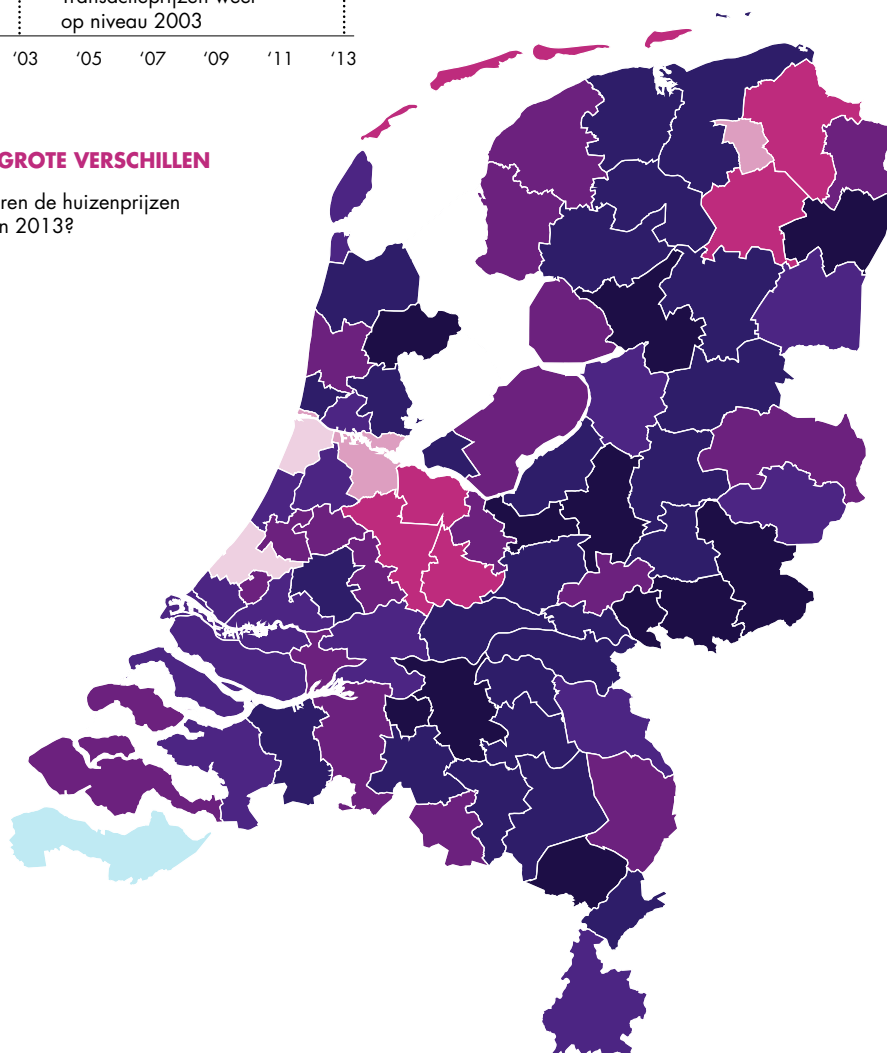 op niveau 2003
‘03 ‘05 ‘07 ‘09 ‘11 ‘13
GROTE VERSCHILLEN
ren de huizenprijzen
n 2013?